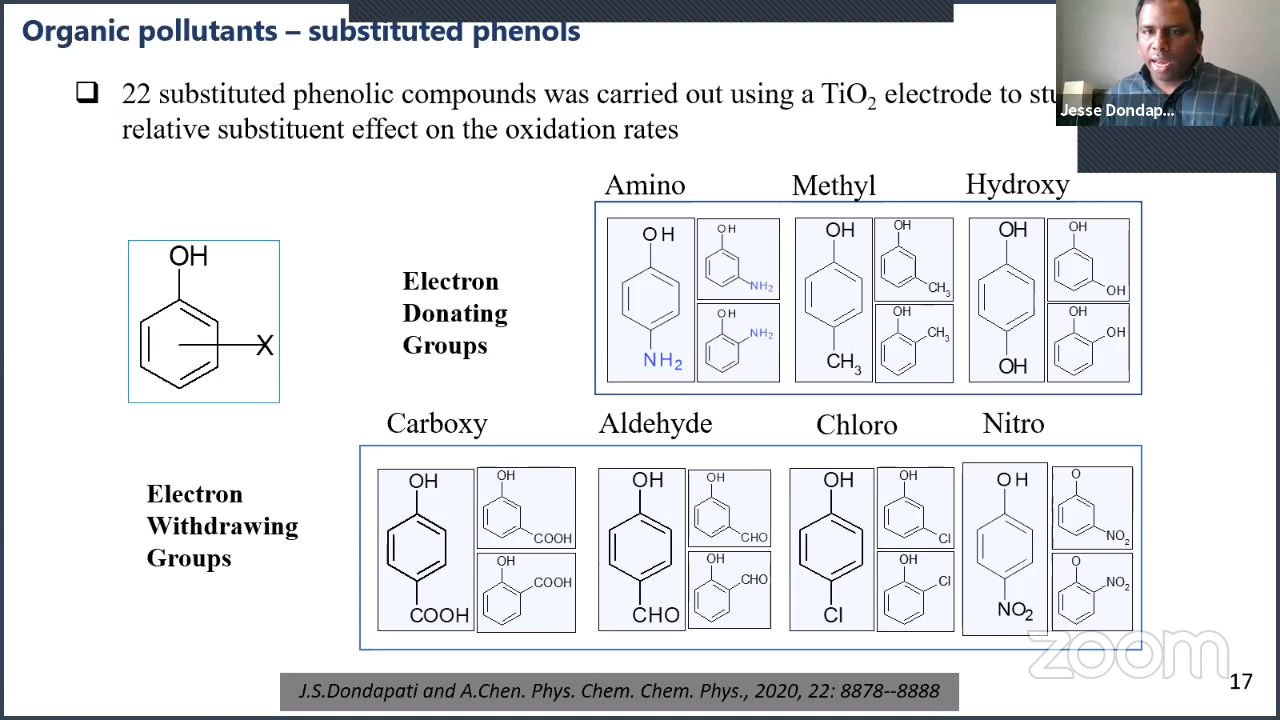 Organic pollutants – substituted phenols
22 substituted phenolic compounds was carried out using a TiO2 electrode to
relative substituent effect on the oxidation rates
Jesse Dondap...
Amino Methyl Hydroxy
OH
X
Electron
Donating
Groups
OH
NH2
OH
NH2
OH
NH2
OH
CH3
OH
CH3
OH
CH3
OH
OH
OH
OH
OH
OH
Carboxy Aldehyde Chloro Nitro
Electron
Withdrawing
Groups
OH
COOH
OH
COOH
OH
COOH
OH
CHO
OH
CHO
OH
CHO
OH
Cl
OH
Cl
OH
Cl
OH
NO2
O
NO2
O
NO2
zoom
J.S.Dondapati and A.Chen. Phys. Chem. Chem. Phys., 2020, 22: 8878--8888
17